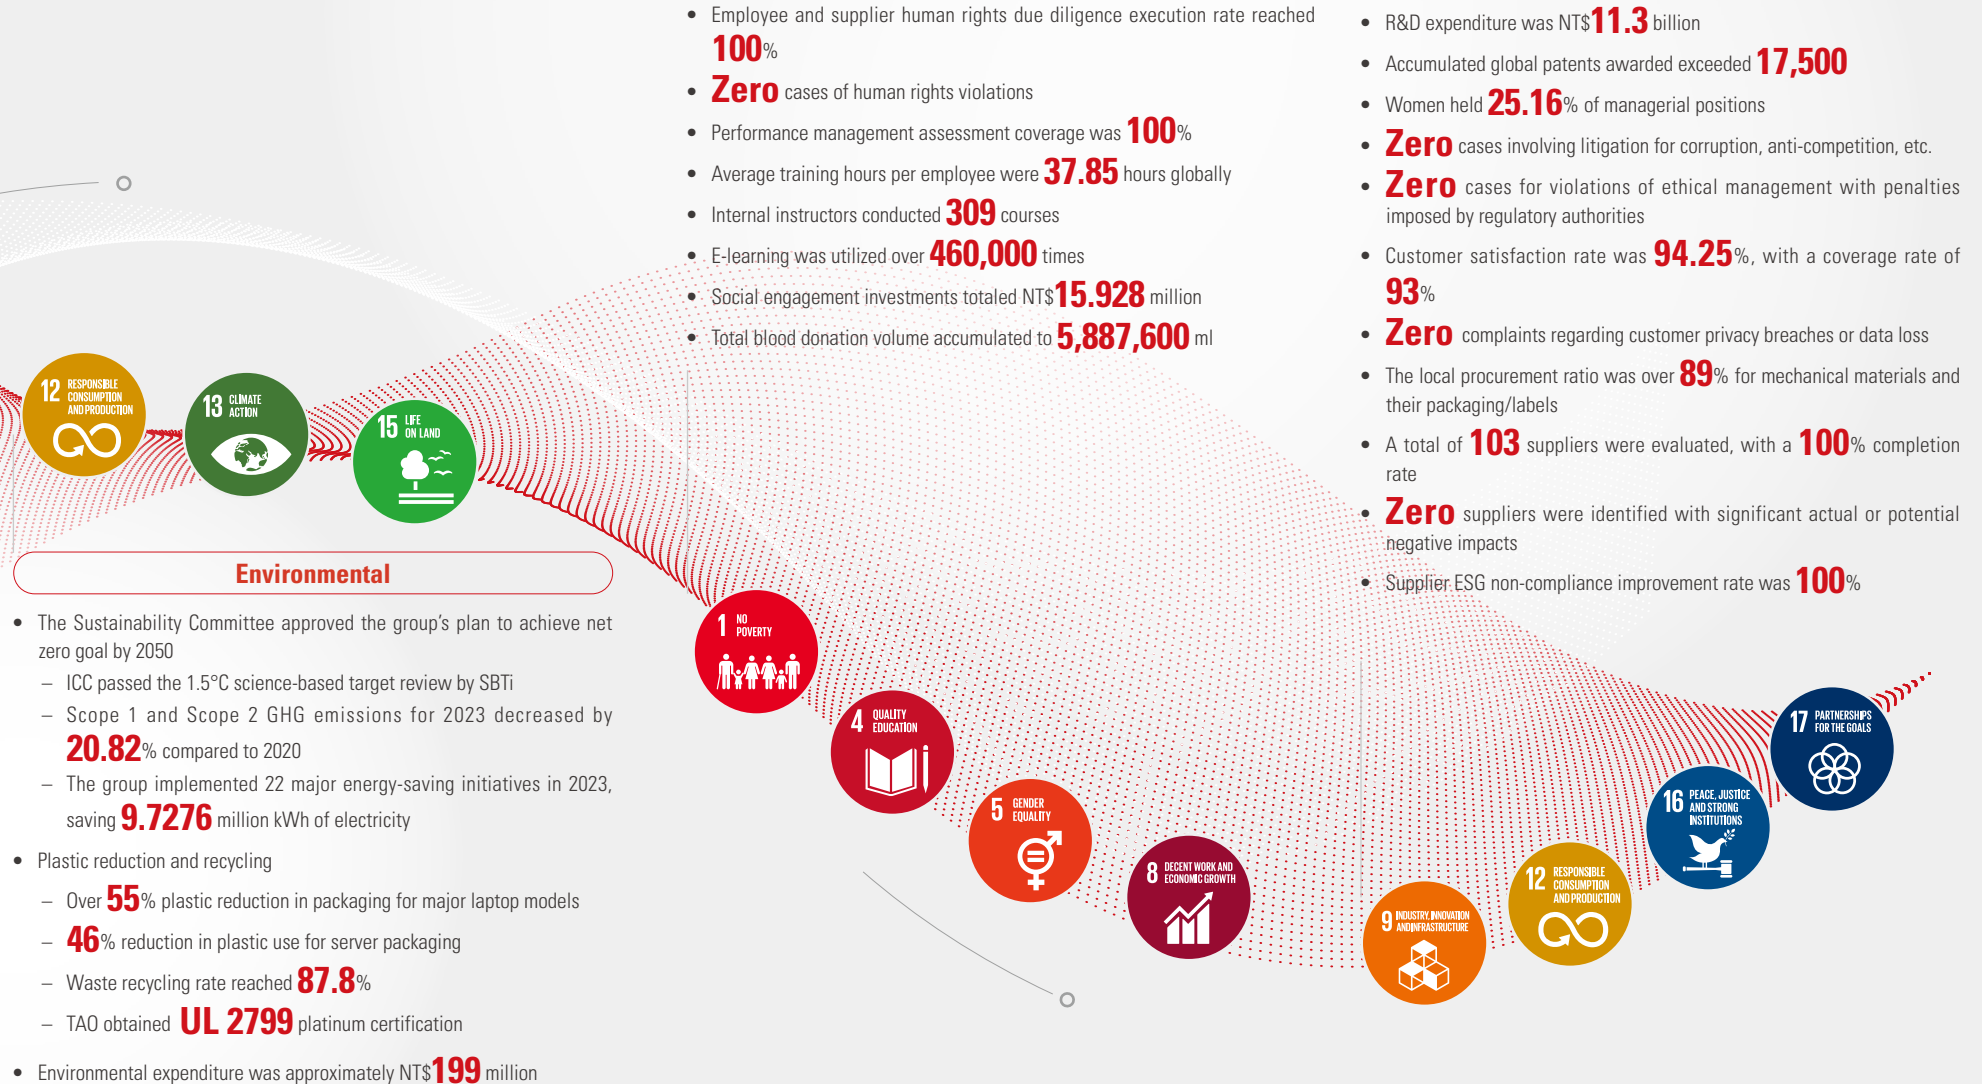 • Employee and supplier human rights due diligence execution rate reached
100%
• Zero cases of human rights violations
• Performance management assessment coverage was 100%
• Average training hours per employee were 37.85 hours globally
• Internal instructors conducted 309 courses
• E-learning was utilized over 460,000 times
• Social engagement investments totaled NT$15.928 million
• Total blood donation volume accumulated to 5,887,600 ml
• R&D expenditure was NT$11.3 billion
• Accumulated global patents awarded exceeded 17,500
• Women held 25.16% of managerial positions
• Zero cases involving litigation for corruption, anti-competition, etc.
• Zero cases for violations of ethical management with penalties
imposed by regulatory authorities
• Customer satisfaction rate was 94.25%, with a coverage rate of
93%
• Zero complaints regarding customer privacy breaches or data loss
• The local procurement ratio was over 89% for mechanical materials and
their packaging/labels
• A total of 103 suppliers were evaluated, with a 100% completion
rate
• Zero suppliers were identified with significant actual or potential
negative impacts
• Supplier ESG non-compliance improvement rate was 100%
12 RESPONSIBLE
CONSUMPTION
AND PRODUCTION
13 CLIMATE
ACTION
15 LIFE
ON LAND
Environmental
• The Sustainability Committee approved the group's plan to achieve net
zero goal by 2050
– ICC passed the 1.5°C science-based target review by SBTi
– Scope 1 and Scope 2 GHG emissions for 2023 decreased by
20.82% compared to 2020
– The group implemented 22 major energy-saving initiatives in 2023,
saving 9.7276 million kWh of electricity
• Plastic reduction and recycling
– Over 55% plastic reduction in packaging for major laptop models
– 46% reduction in plastic use for server packaging
– Waste recycling rate reached 87.8%
– TAO obtained UL 2799 platinum certification
• Environmental expenditure was approximately NT$199 million
1 NO
POVERTY
4 QUALITY
EDUCATION
5 GENDER
EQUALITY
8 DECENT WORK AND
ECONOMIC GROWTH
9 INDUSTRY, INNOVATION
AND INFRASTRUCTURE
12 RESPONSIBLE
CONSUMPTION
AND PRODUCTION
16 PEACE, JUSTICE
AND STRONG
INSTITUTIONS
17 PARTNERSHIPS
FOR THE GOALS